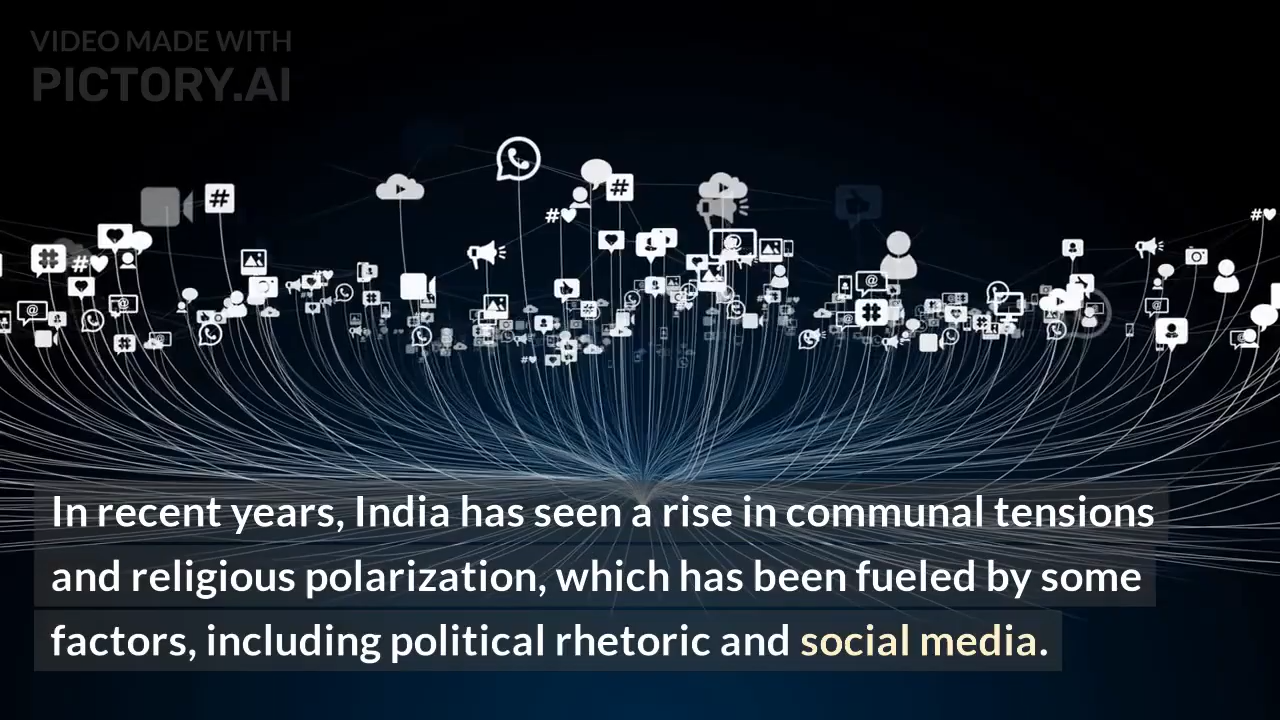 VIDEO MADE WITH
PICTORY.AI
In recent years, India has seen a rise in communal tensions
and religious polarization, which has been fueled by some
factors, including political rhetoric and social media.